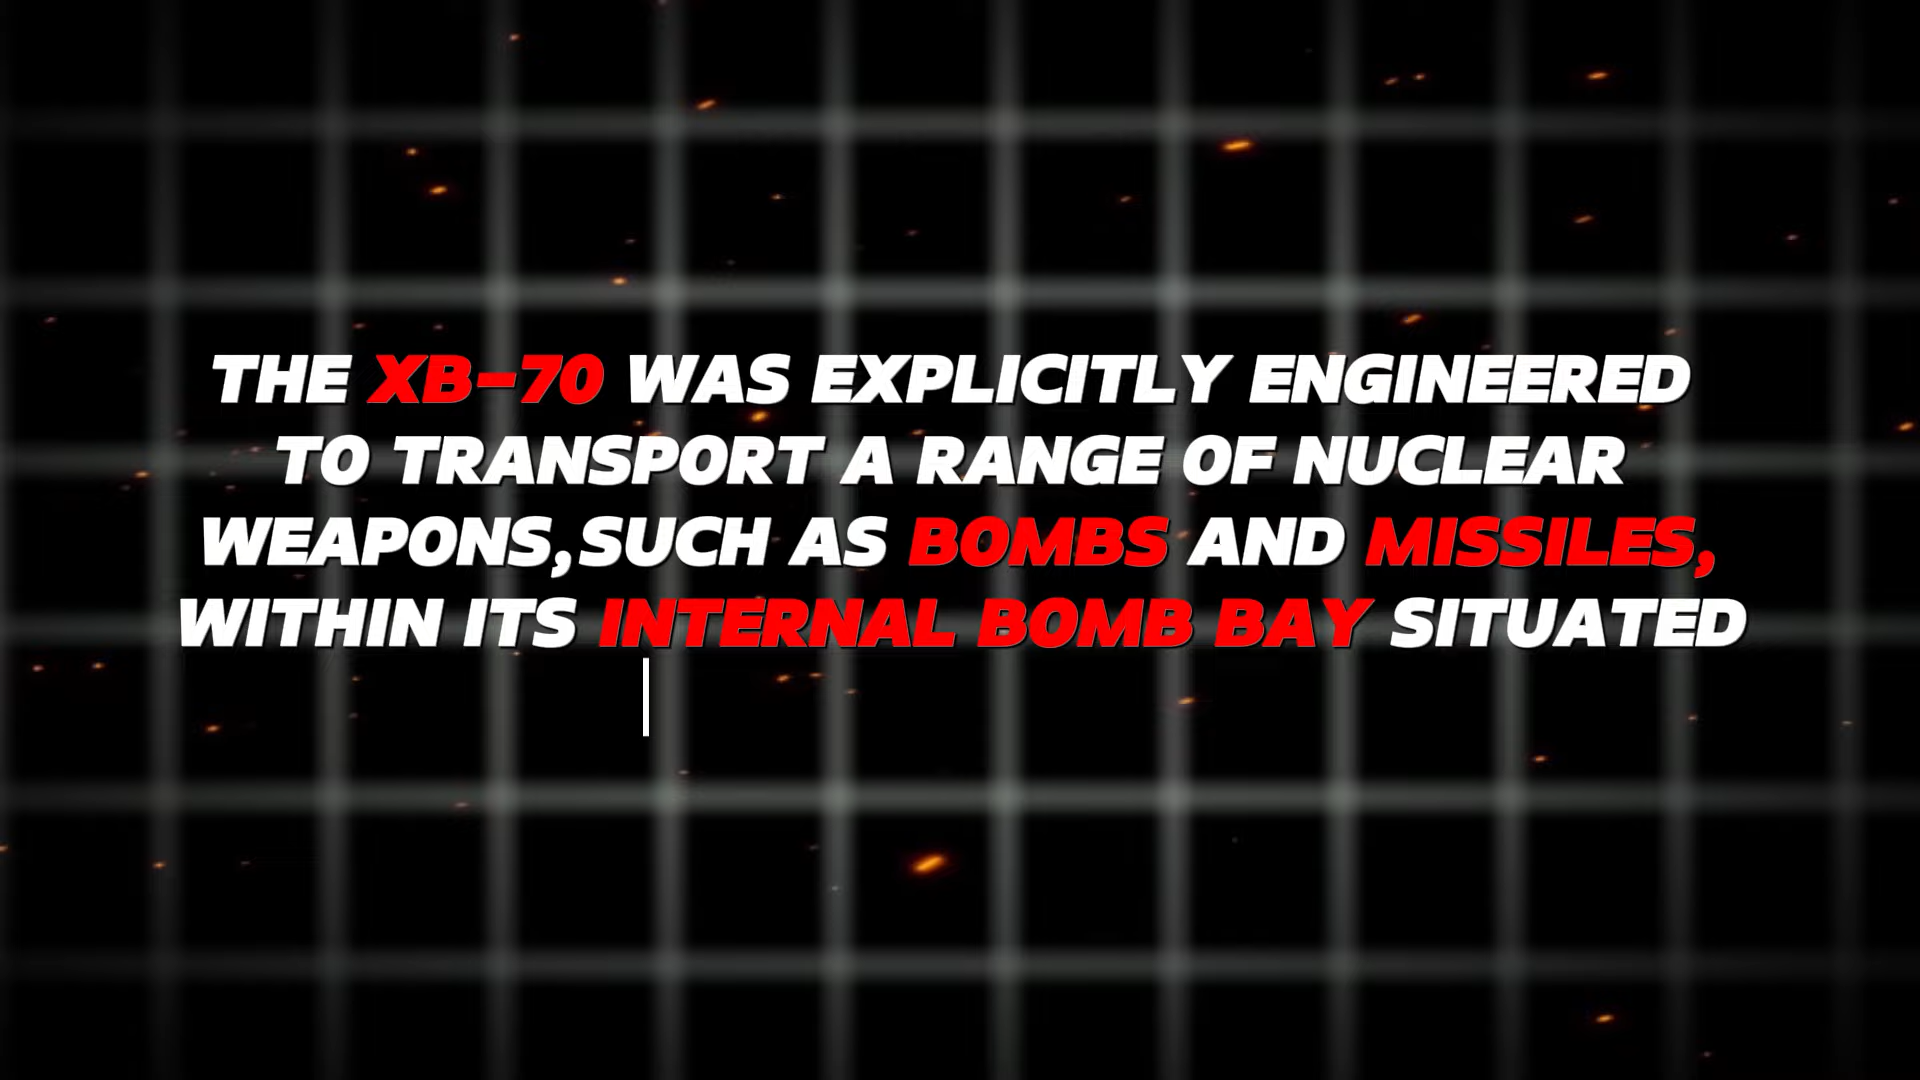 THE XB-70 WAS EXPLICITLY ENGINEERED
TO TRANSPORT A RANGE OF NUCLEAR
WEAPONS,SUCH AS BOMBS AND MISSILES,
WITHIN ITS INTERNAL BOMB BAY SITUATED